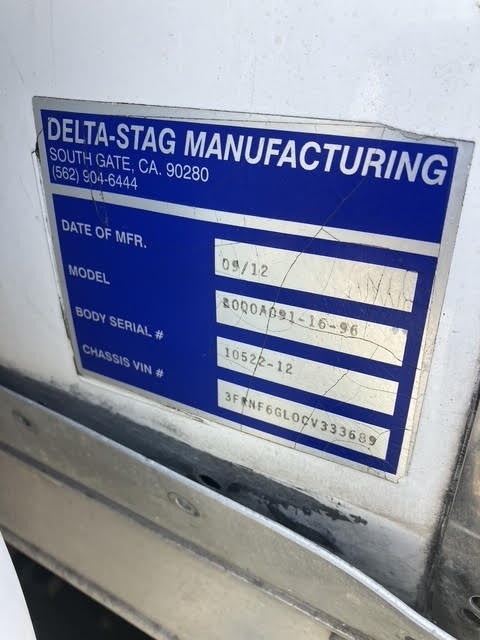 DELTA-STAG MANUFACTURING
SOUTH GATE, CA. 90280
(562) 904-6444
DATE OF MFR. 09/12
MODEL
BODY SERIAL # 10522-12
CHASSIS VIN # 3FRNF6GL0CV333689